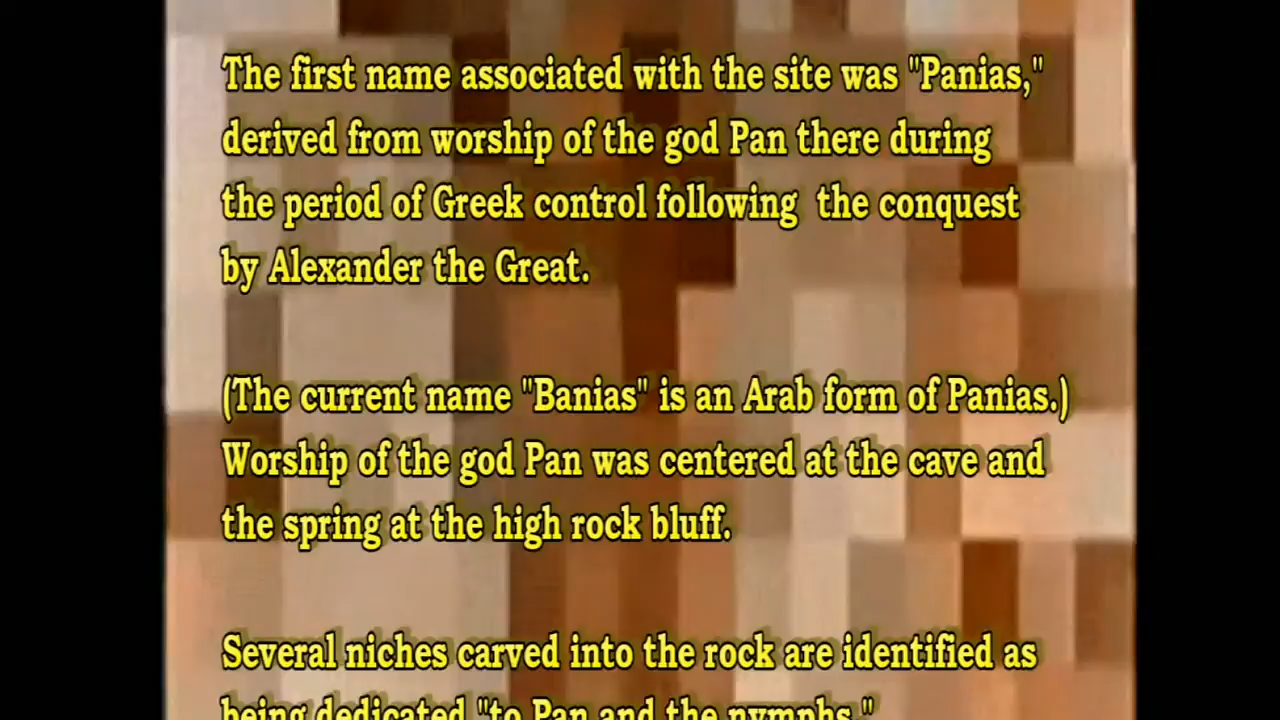 The first name associated with the site was "Panias,"
derived from worship of the god Pan there during
the period of Greek control following  the conquest
by Alexander the Great.
(The current name "Banias" is an Arab form of Panias.)
Worship of the god Pan was centered at the cave and
the spring at the high rock bluff.
Several niches carved into the rock are identified as
being dedicated "to Pan and the nymphs."